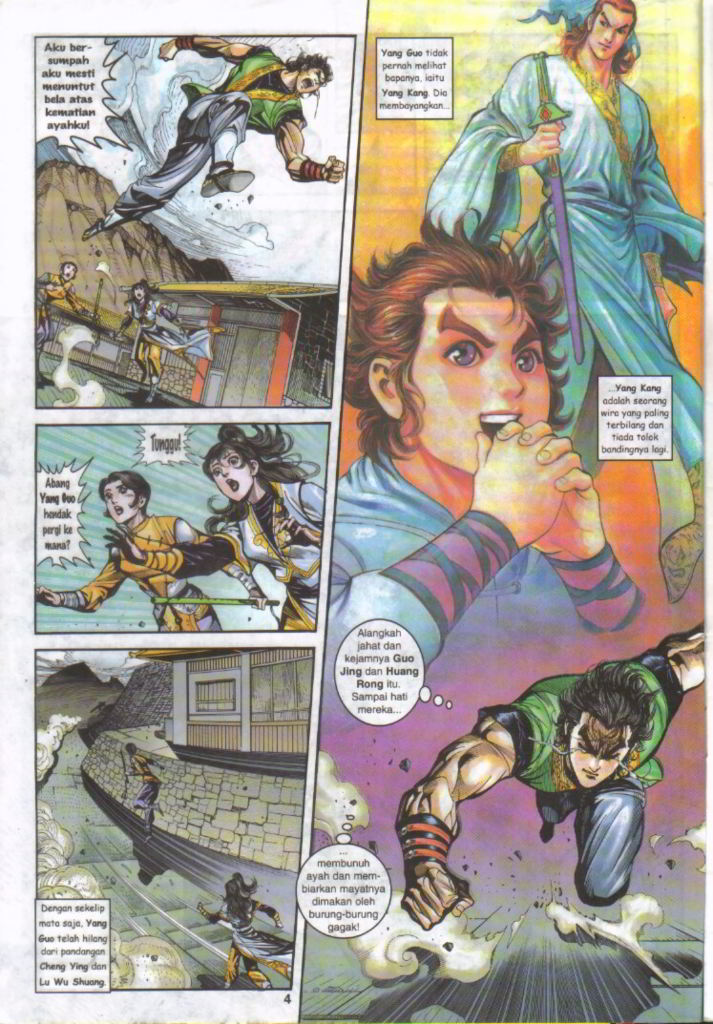 Aku ber-
sumpah
aku mesti
menuntut
bela atas
kematian
ayahku!
Tunggu!
Abang
Yang Guo
hendak
pergi ke
mana?
Dengan sekelip
mata saja, Yang
Guo telah hilang
dari pandangan
Cheng Ying dan
Lu Wu Shuang.
Yang Guo tidak
pernah melihat
bapanya, iaitu
Yang Kang. Dia
membayangkan...
...Yang Kang
adalah seorang
wira yang paling
terbilang dan
tiada tolok
bandingnya lagi.
Alangkah
jahat dan
kejamnya Guo
Jing dan Huang
Rong itu.
Sampai hati
mereka...
...
membunuh
ayah dan mem-
biarkan mayatnya
dimakan oleh
burung-burung
gagak!
4